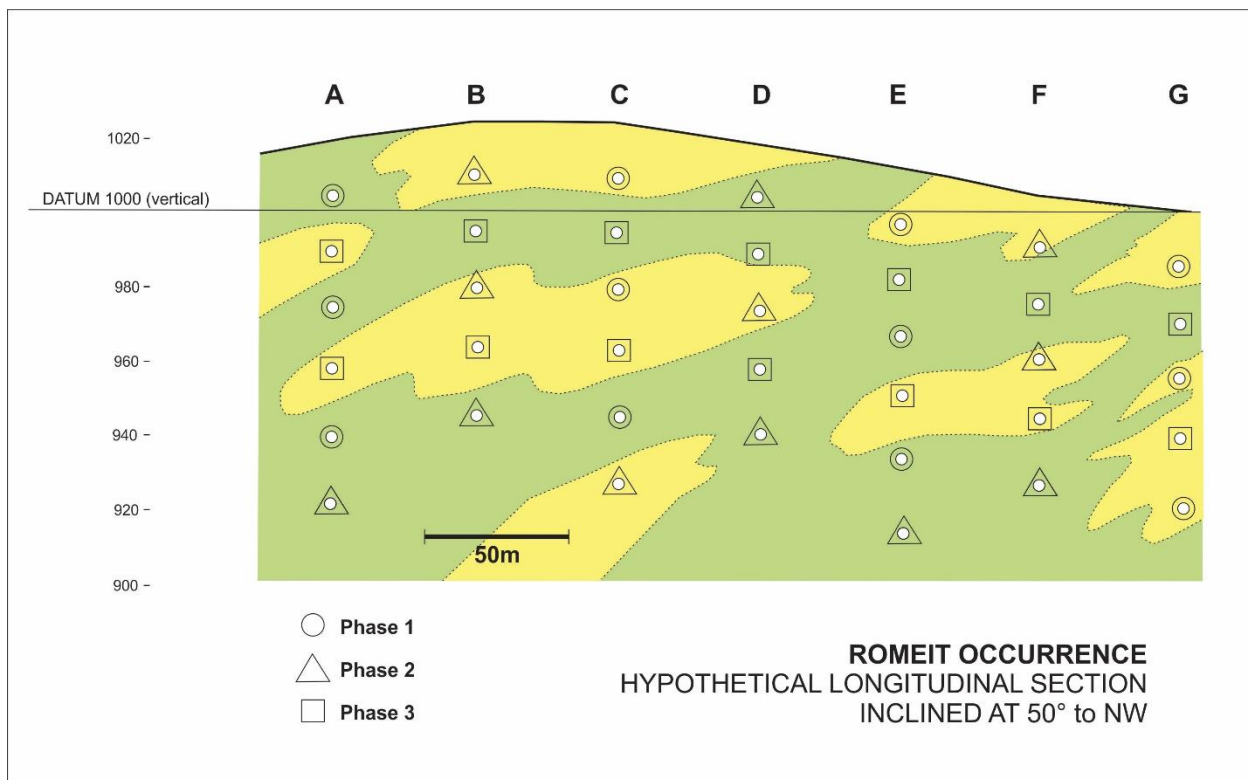 A B C D E F G
1020 -
DATUM 1000 (vertical)
980 -
960 -
940 -
920 -
50m
900 -
Phase 1
Phase 2
Phase 3
ROMEIT OCCURRENCE
HYPOTHETICAL LONGITUDINAL SECTION
INCLINED AT 50° to NW